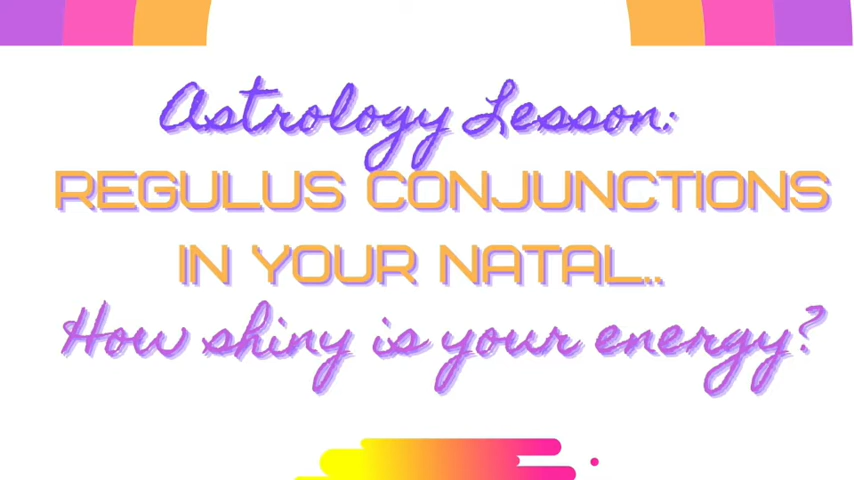 Astrology Lesson:
REGULUS CONJUNCTIONS
IN YOUR NATAL..
How shiny is your energy?